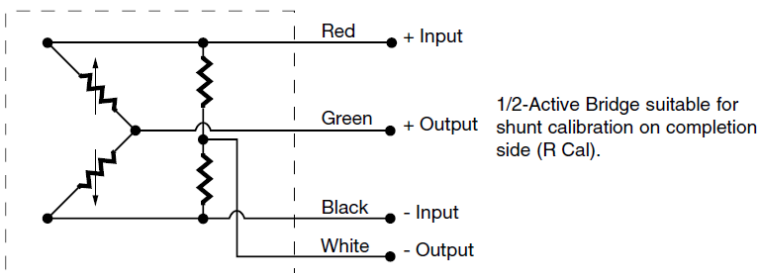 Red + Input
Green + Output
1/2-Active Bridge suitable for
shunt calibration on completion
side (R Cal).
Black - Input
White - Output